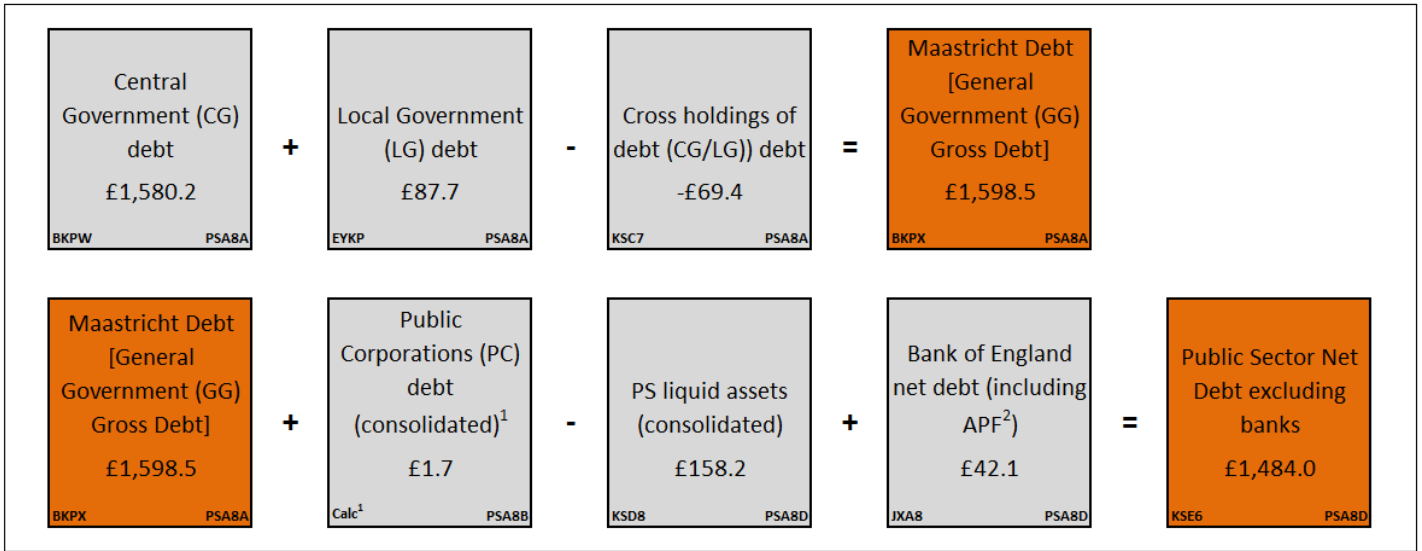 Central
Government (CG)
debt
£1,580.2
BKPW PSA8A
+
Local Government
(LG) debt
£87.7
EYKP PSA8A
-
Cross holdings of
debt (CG/LG)) debt
-£69.4
KSC7 PSA8A
=
Maastricht Debt
[General
Government (GG)
Gross Debt]
£1,598.5
BKPX PSA8A
Maastricht Debt
[General
Government (GG)
Gross Debt]
£1,598.5
BKPX PSA8A
+
Public
Corporations (PC)
debt
(consolidated)¹
£1.7
Calc¹ PSA8B
-
PS liquid assets
(consolidated)
£158.2
KSD8 PSA8D
+
Bank of England
net debt (including
APF²)
£42.1
JXA8 PSA8D
=
Public Sector Net
Debt excluding
banks
£1,484.0
KSE6 PSA8D